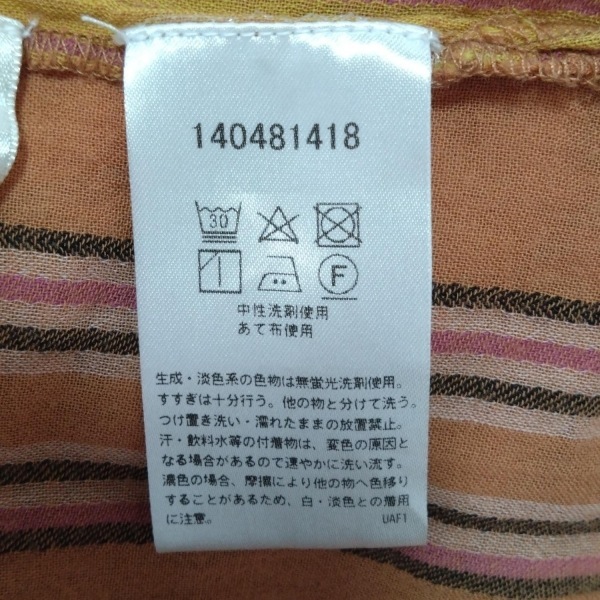 140481418
30
F
中性洗剤使用
あて布使用
生成・淡色系の色物は無蛍光洗剤使用。
すすぎは十分行う。他の物と分けて洗う。
つけ置き洗い・濡れたままの放置禁止。
汗・飲料水等の付着物は、変色の原因と
なる場合があるので速やかに洗い流す。
濃色の場合、摩擦により他の物へ色移り
することがあるため、白・淡色との着用
に注意。 UAF1